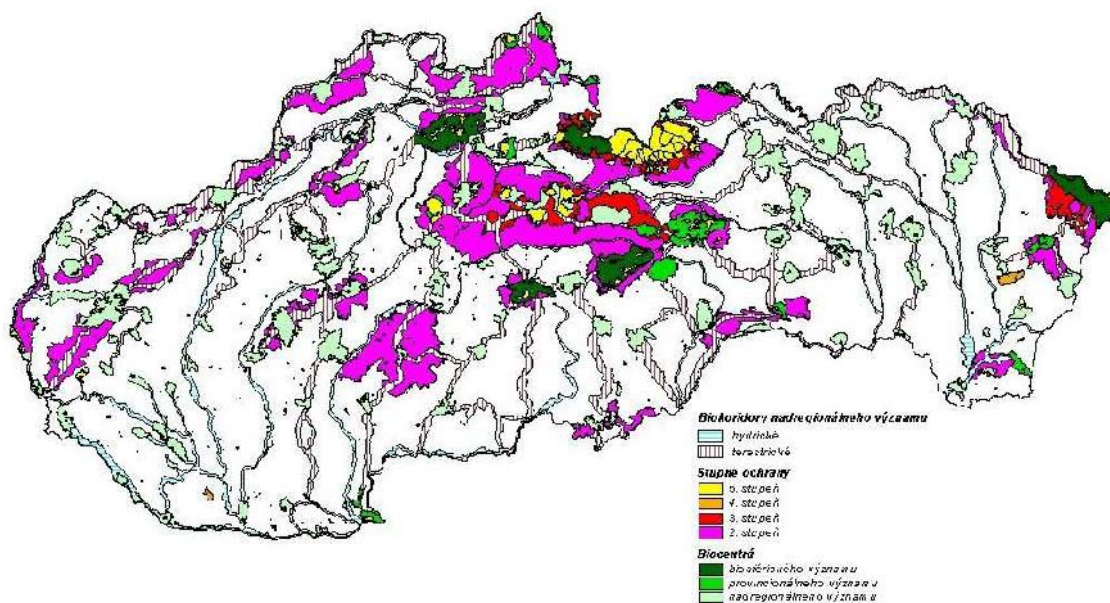 Biokoridory nadregionálneho významu
hydrické
terestrické
Stupne ochrany
5. stupeň
4. stupeň
3. stupeň
2. stupeň
Biocentrá
biosférického významu
provincionálneho významu
nadregionálneho významu